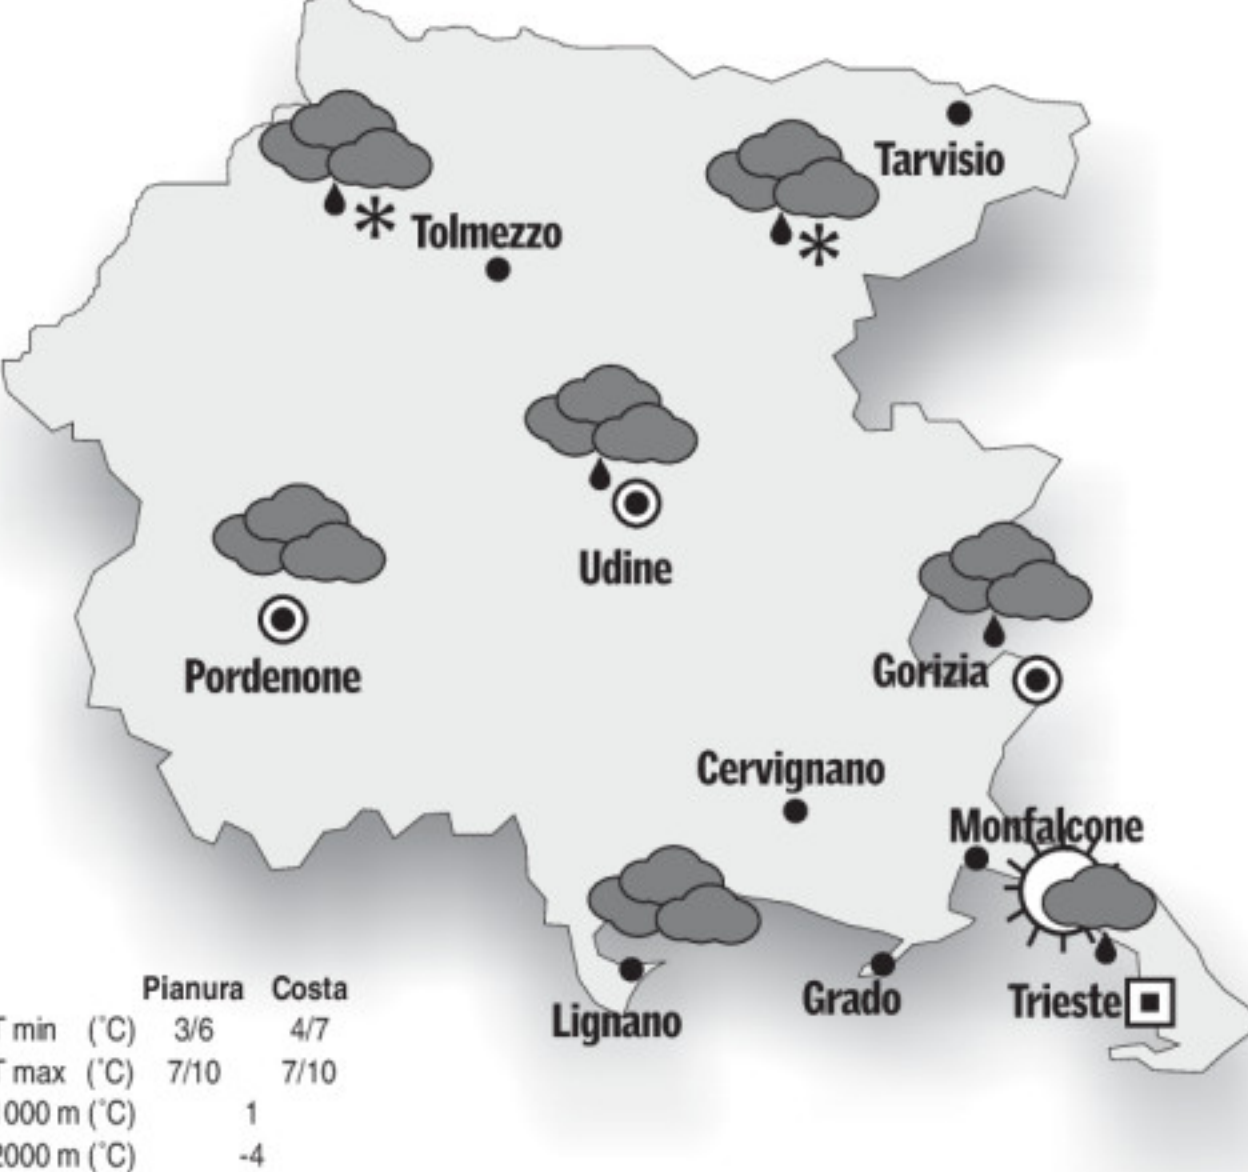 Tarvisio
Tolmezzo
Udine
Pordenone
Gorizia
Cervignano
Monfalcone
Lignano
Grado
Trieste
Pianura Costa
T min (°C) 3/6 4/7
T max (°C) 7/10 7/10
000 m (°C) 1
2000 m (°C) -4